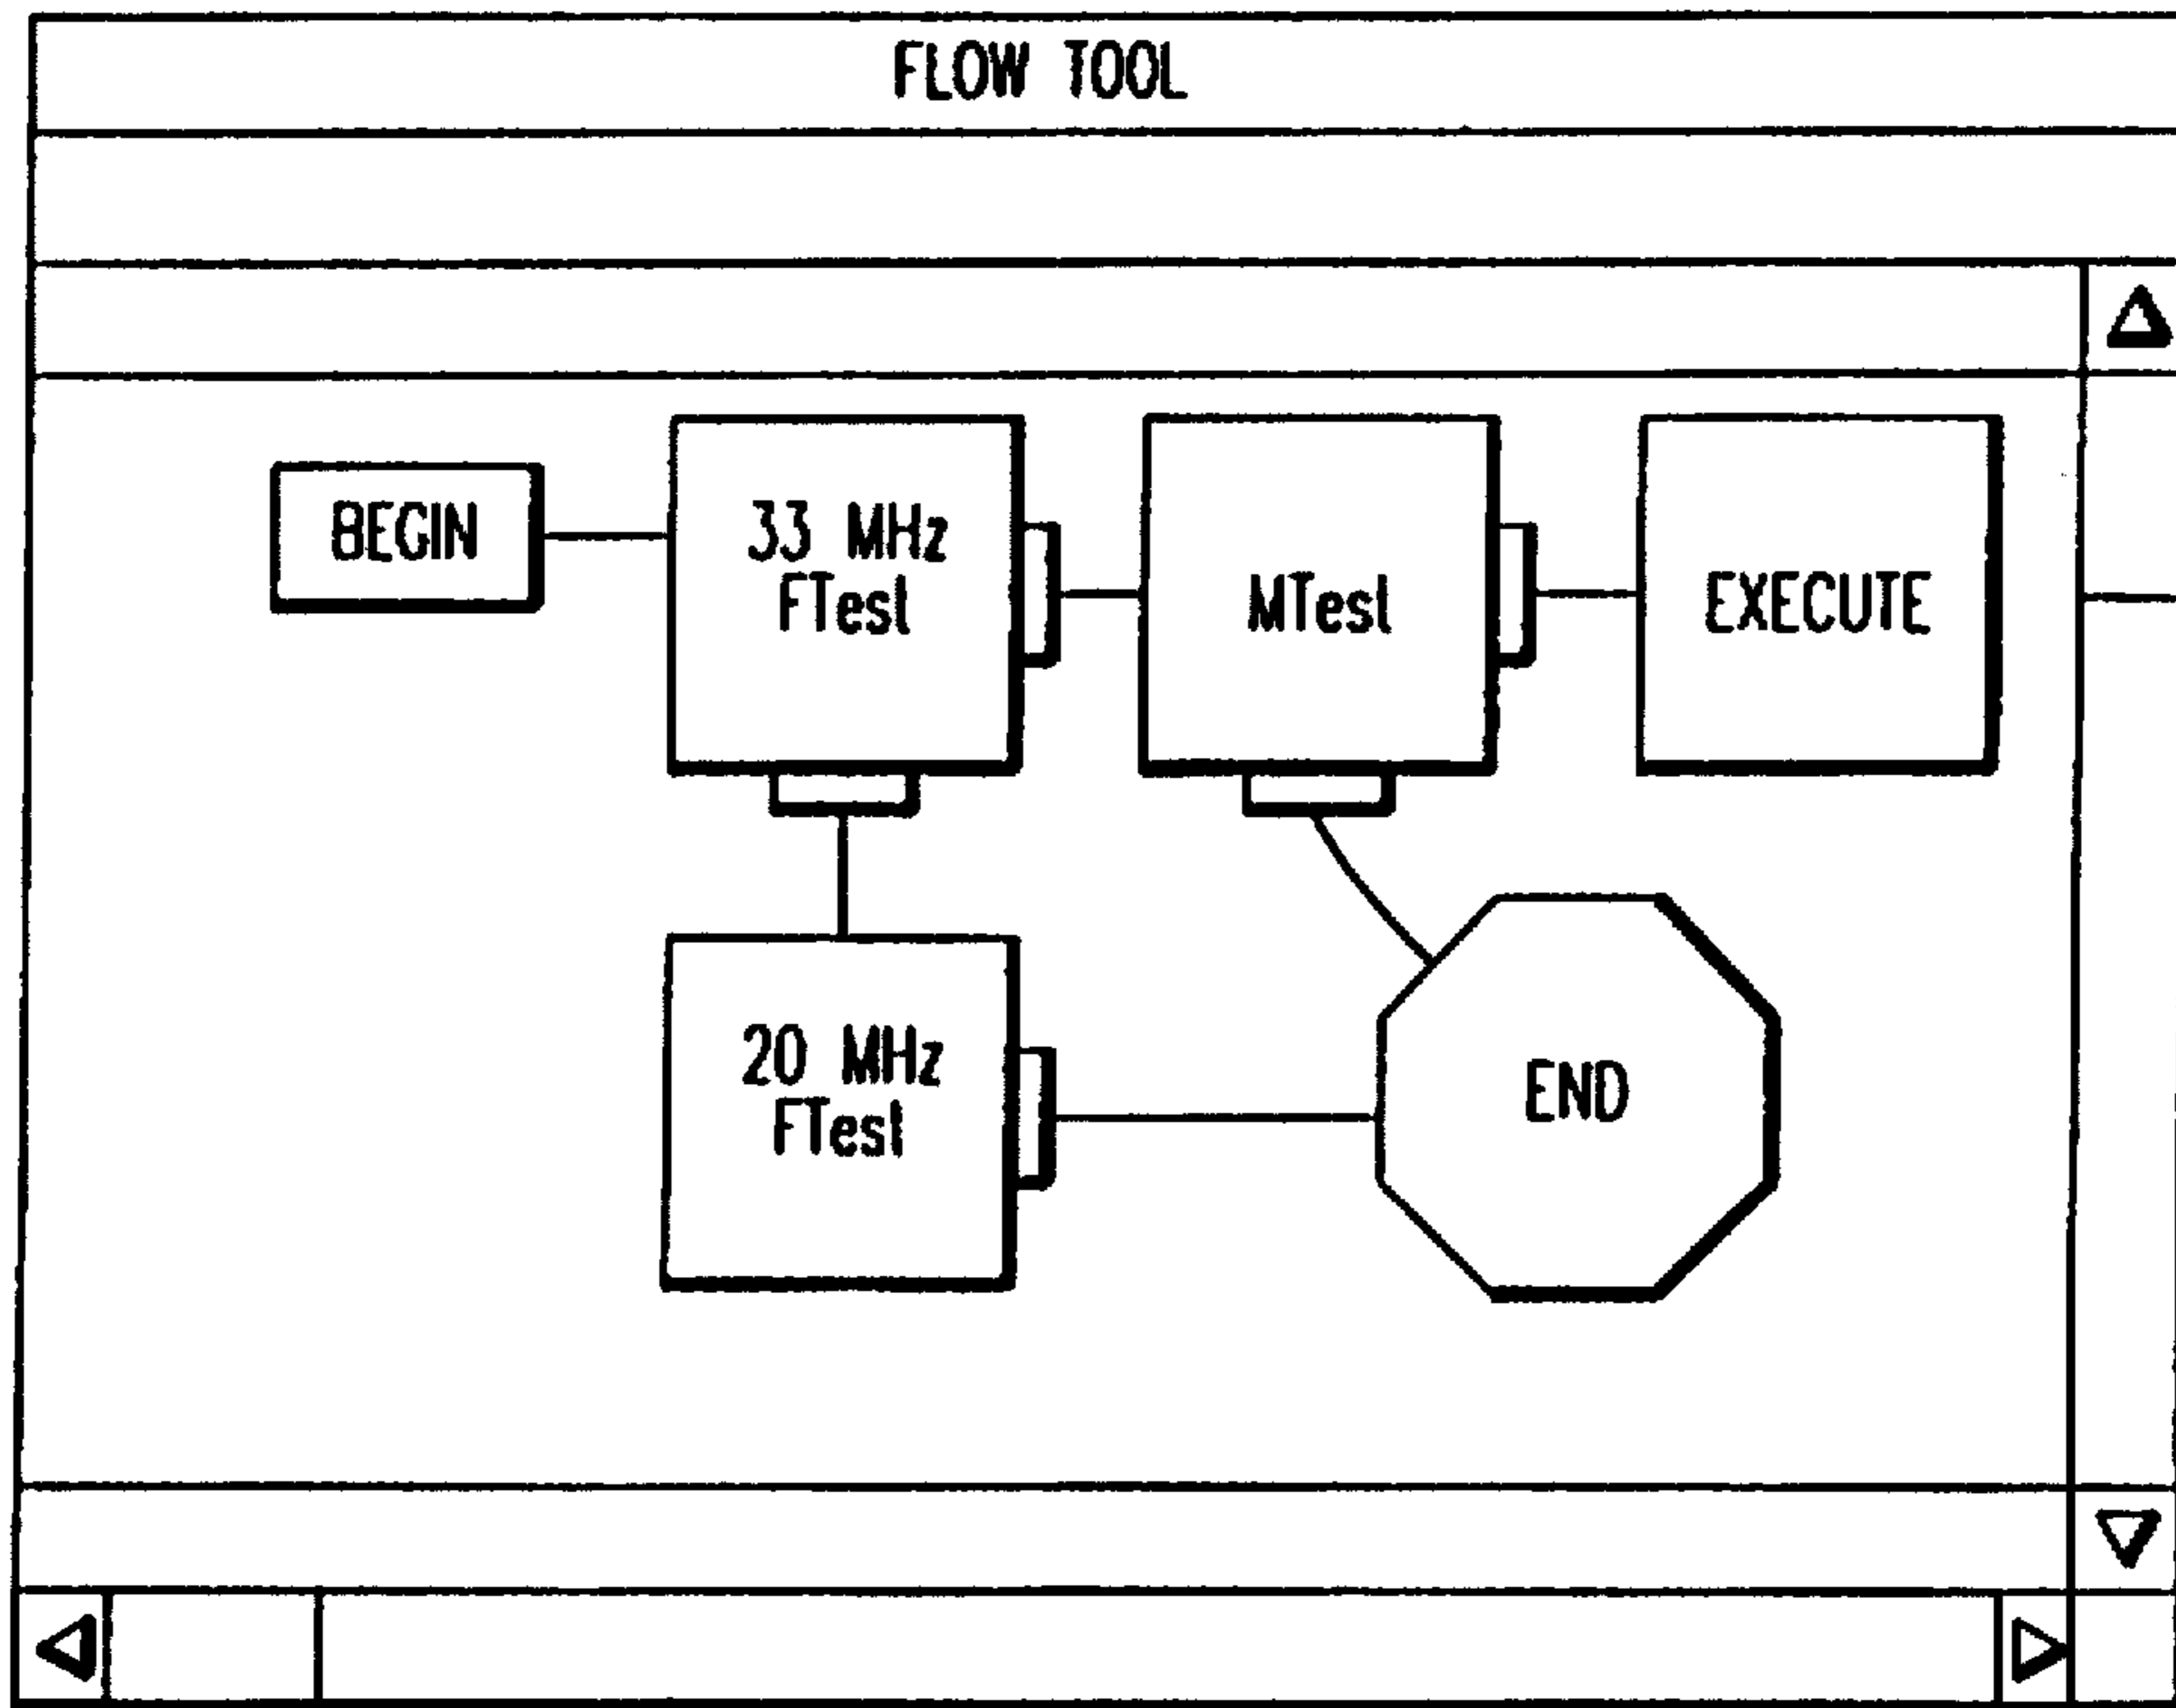 FLOW TOOL
BEGIN
33 MHz
FTest
MTest
EXECUTE
20 MHz
FTest
END